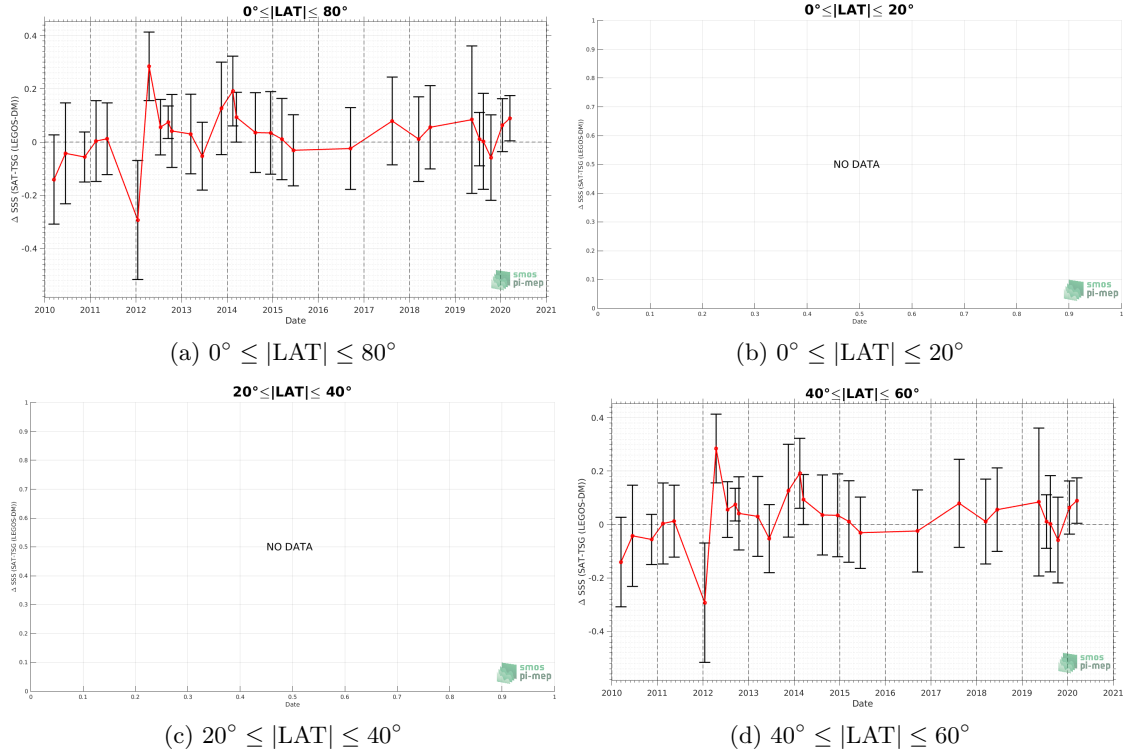 0°≤|LAT|≤ 80°
Δ SSS (SAT-TSG (LEGOS-DM))
0.4
0.2
0
-0.2
-0.4
2010 2011 2012 2013 2014 2015 2016 2017 2018 2019 2020 2021
Date
smos
pi-mep
(a) 0° ≤ |LAT| ≤ 80°
0°≤|LAT|≤ 20°
Δ SSS (SAT-TSG (LEGOS-DM))
1
0.9
0.8
0.7
0.6
0.5
0.4
0.3
0.2
0.1
0
NO DATA
0 0.1 0.2 0.3 0.4 0.5 0.6 0.7 0.8 0.9 1
Date
smos
pi-mep
(b) 0° ≤ |LAT| ≤ 20°
20°≤|LAT|≤ 40°
Δ SSS (SAT-TSG (LEGOS-DM))
1
0.9
0.8
0.7
0.6
0.5
0.4
0.3
0.2
0.1
0
NO DATA
0 0.1 0.2 0.3 0.4 0.5 0.6 0.7 0.8 0.9 1
Date
smos
pi-mep
(c) 20° ≤ |LAT| ≤ 40°
40°≤|LAT|≤ 60°
Δ SSS (SAT-TSG (LEGOS-DM))
0.4
0.2
0
-0.2
-0.4
2010 2011 2012 2013 2014 2015 2016 2017 2018 2019 2020 2021
Date
smos
pi-mep
(d) 40° ≤ |LAT| ≤ 60°